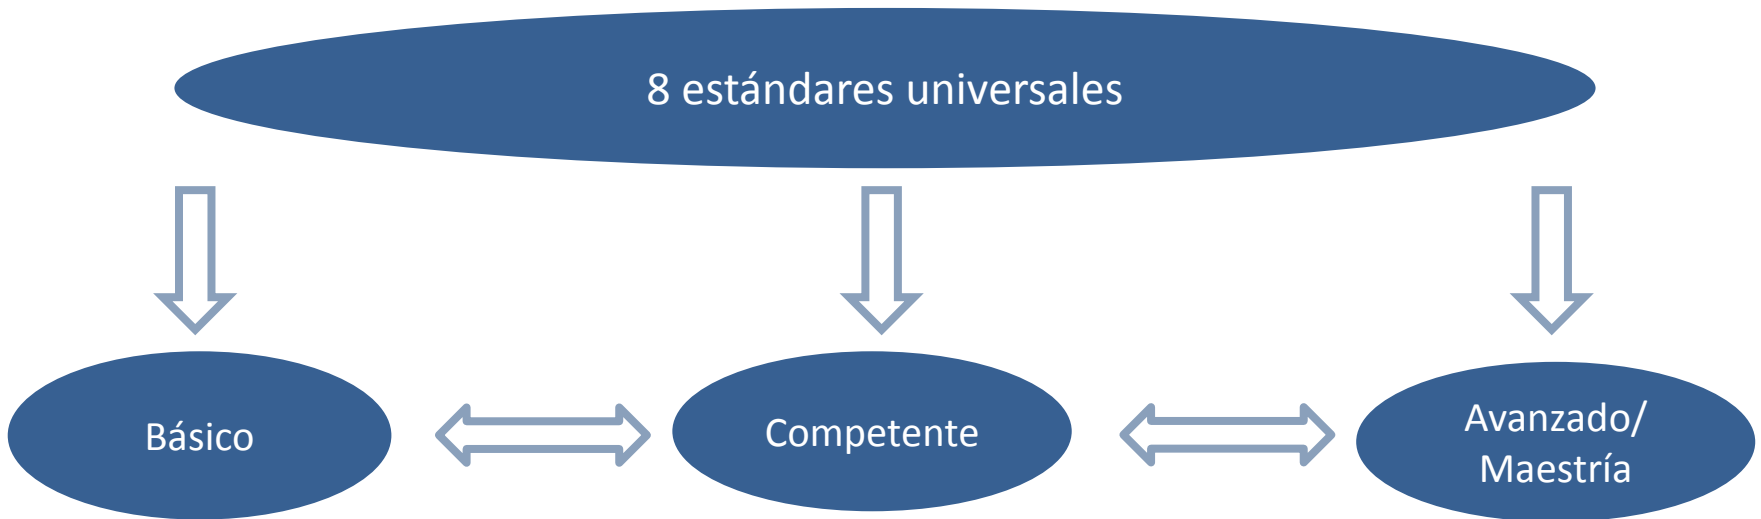 8 estándares universales
Básico
Competente
Avanzado/
Maestría